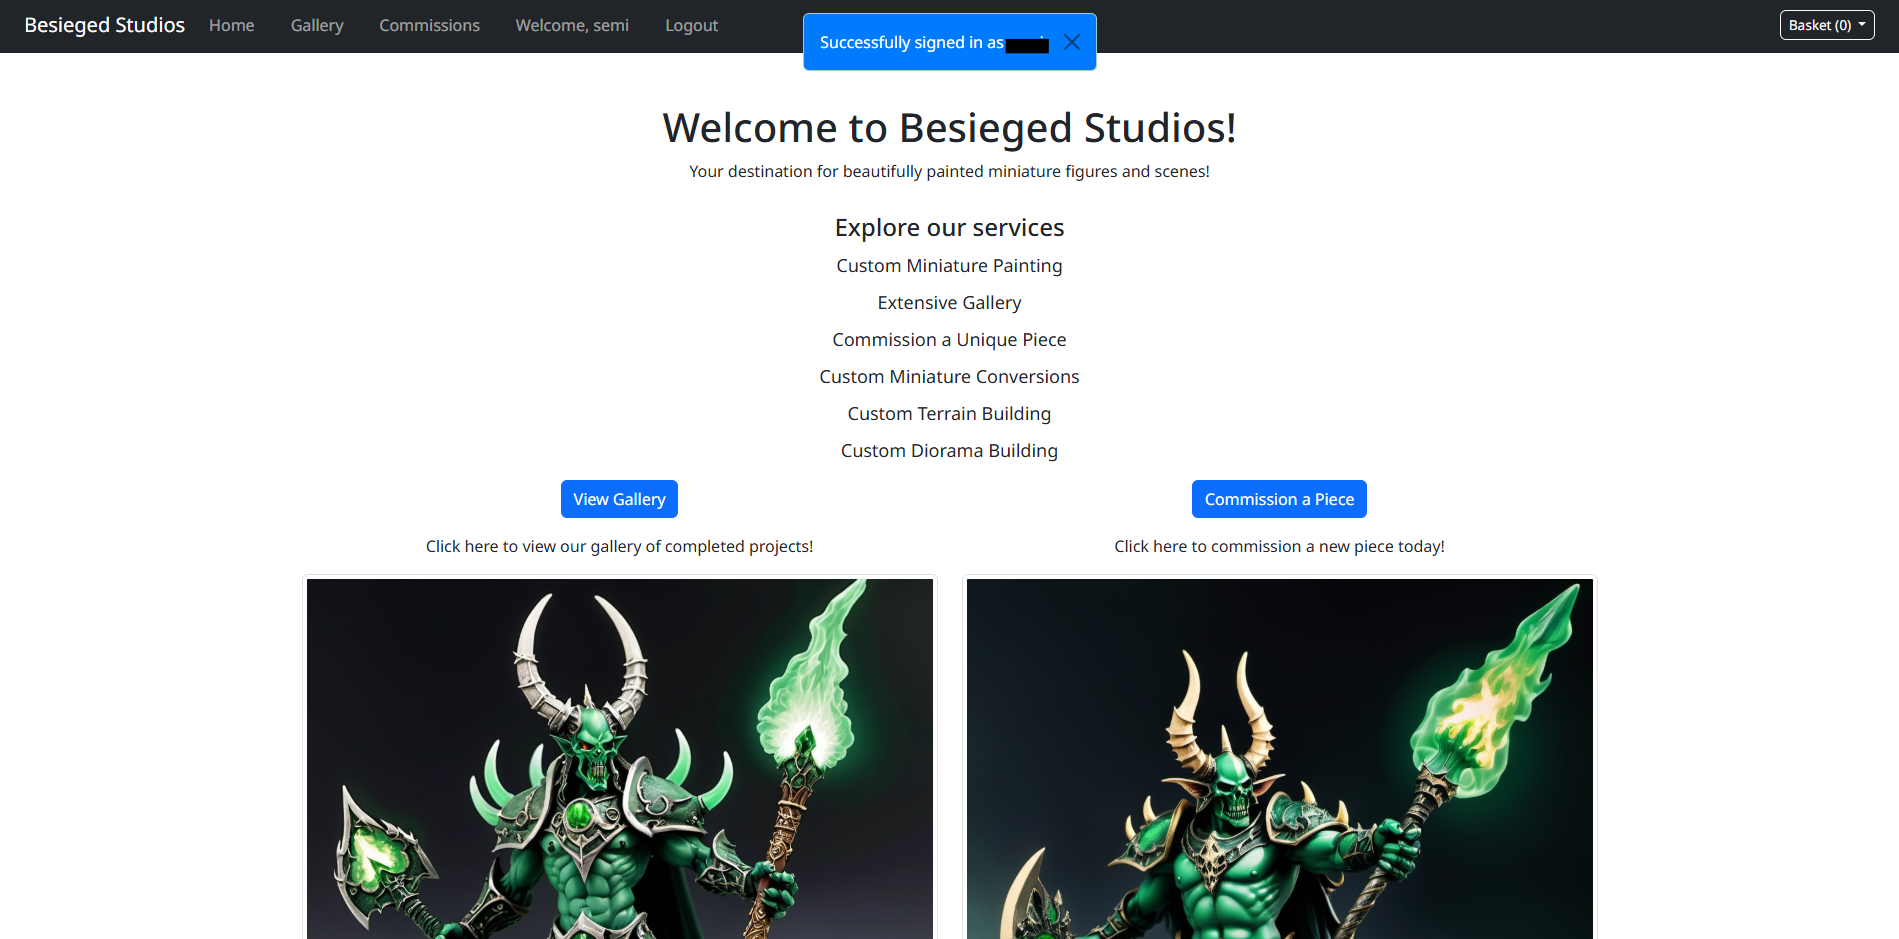 Besieged Studios Home Gallery Commissions Welcome, semi Logout Basket (0)
Successfully signed in as
Welcome to Besieged Studios!
Your destination for beautifully painted miniature figures and scenes!
Explore our services
Custom Miniature Painting
Extensive Gallery
Commission a Unique Piece
Custom Miniature Conversions
Custom Terrain Building
Custom Diorama Building
View Gallery
Commission a Piece
Click here to view our gallery of completed projects!
Click here to commission a new piece today!